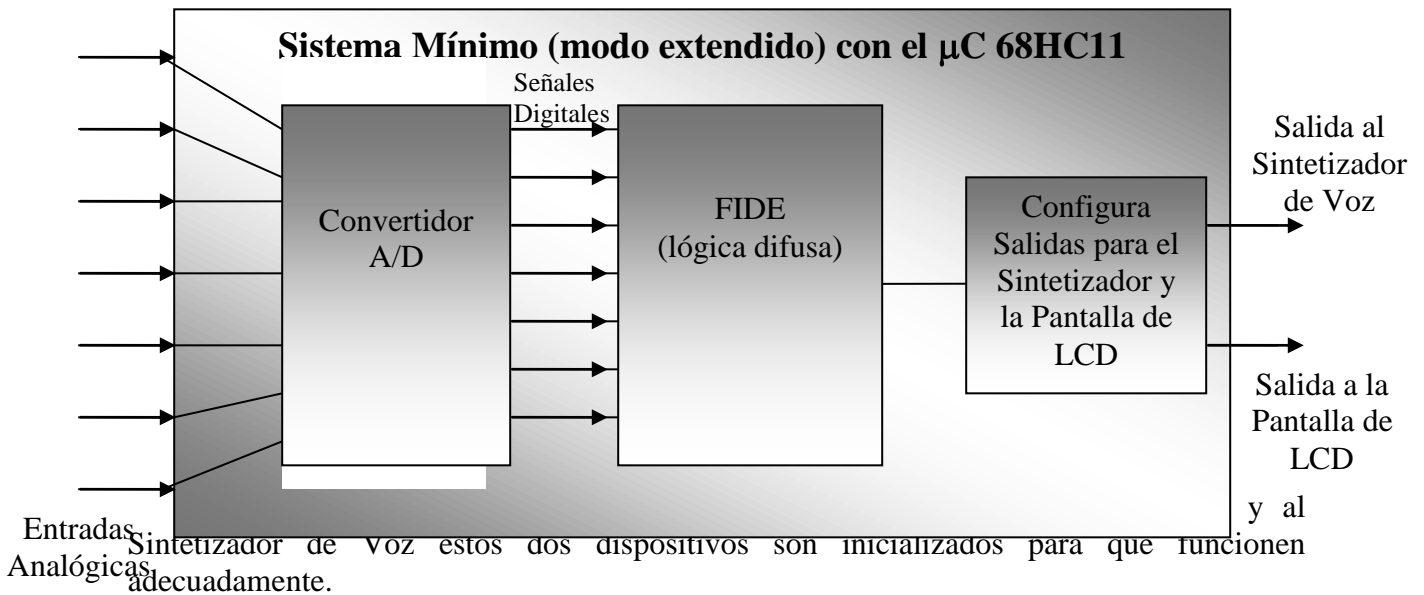 Sistema Mínimo (modo extendido) con el μC 68HC11
Señales
Digitales
Convertidor
A/D
FIDE
(lógica difusa)
Configura
Salidas para el
Sintetizador y
la Pantalla de
LCD
Salida al
Sintetizador
de Voz
Salida a la
Pantalla de
LCD
Entradas
Analógicas
y al
Sintetizador de Voz estos dos dispositivos son inicializados para que funcionen
adecuadamente.